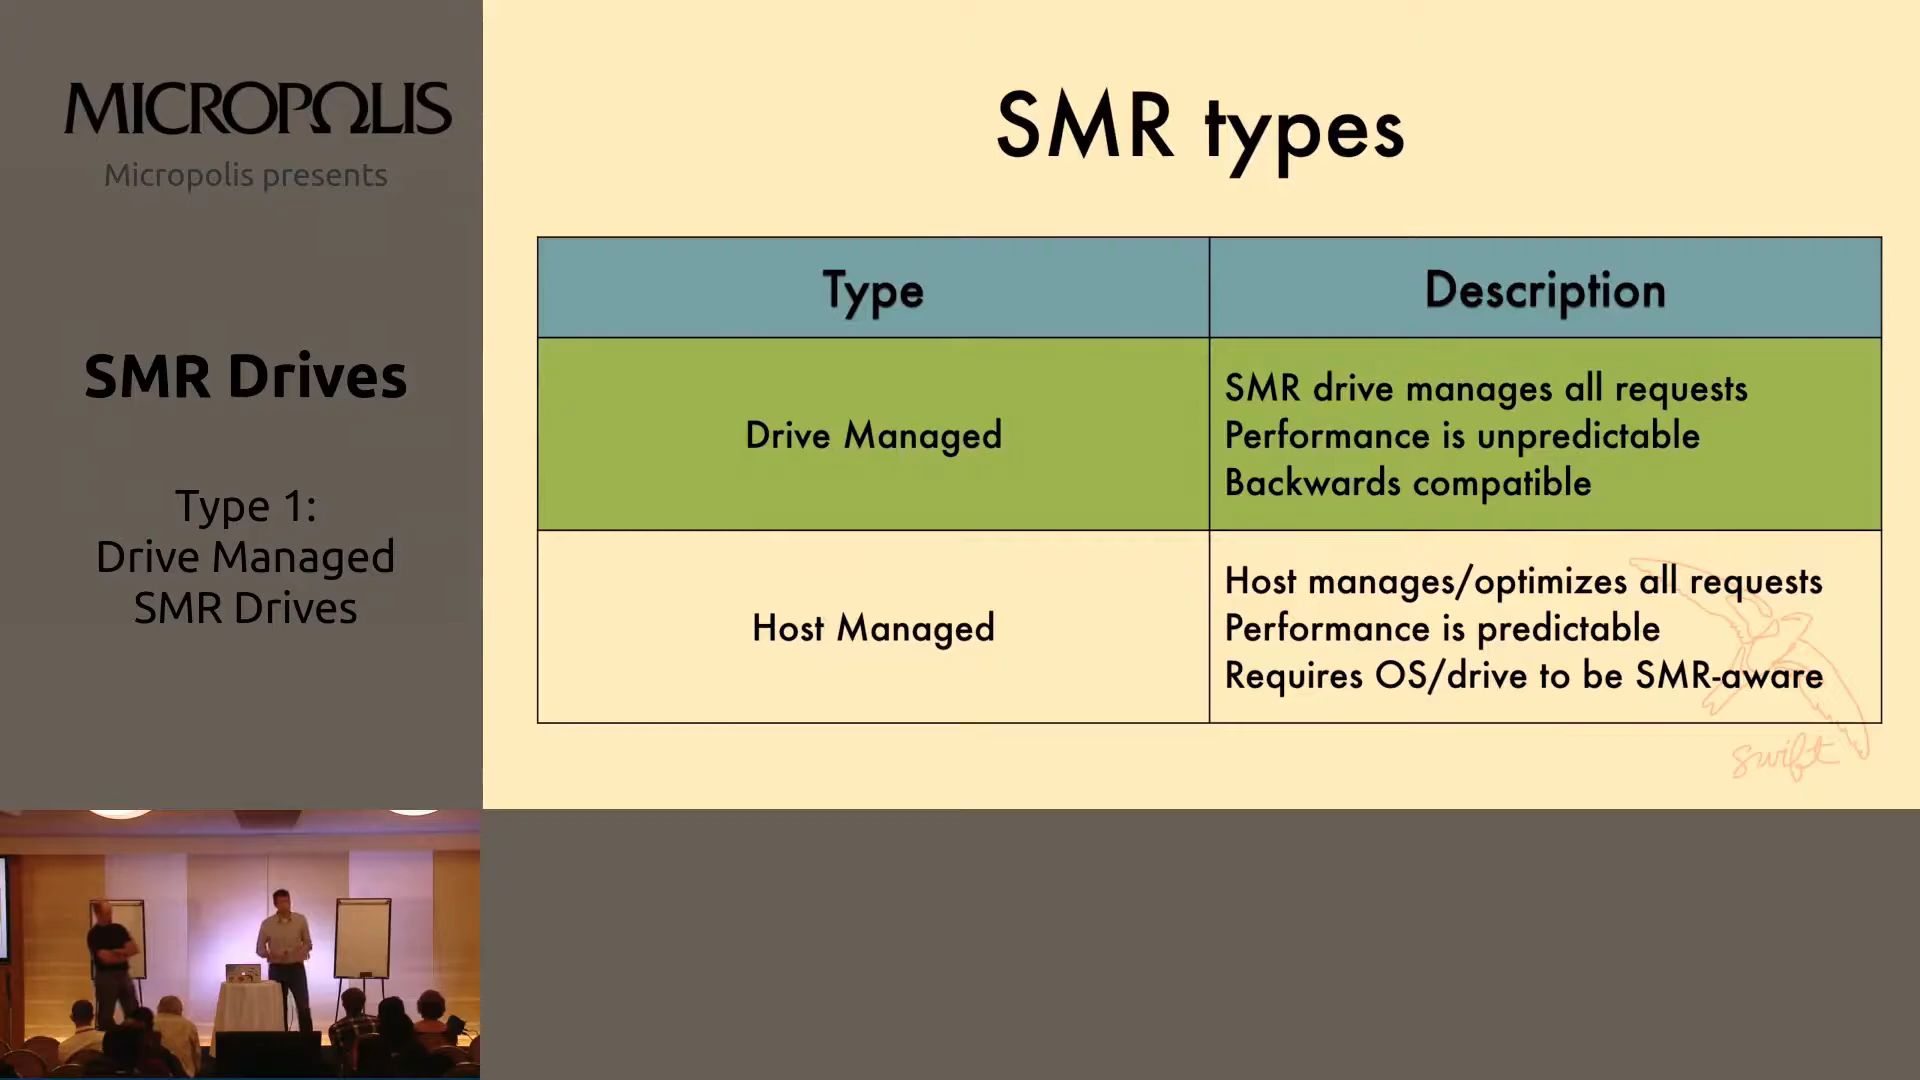 MICROPOLIS
Micropolis presents
SMR Drives
Type 1:
Drive Managed
SMR Drives
SMR types
Type
Description
Drive Managed
SMR drive manages all requests
Performance is unpredictable
Backwards compatible
Host Managed
Host manages/optimizes all requests
Performance is predictable
Requires OS/drive to be SMR-aware
swift